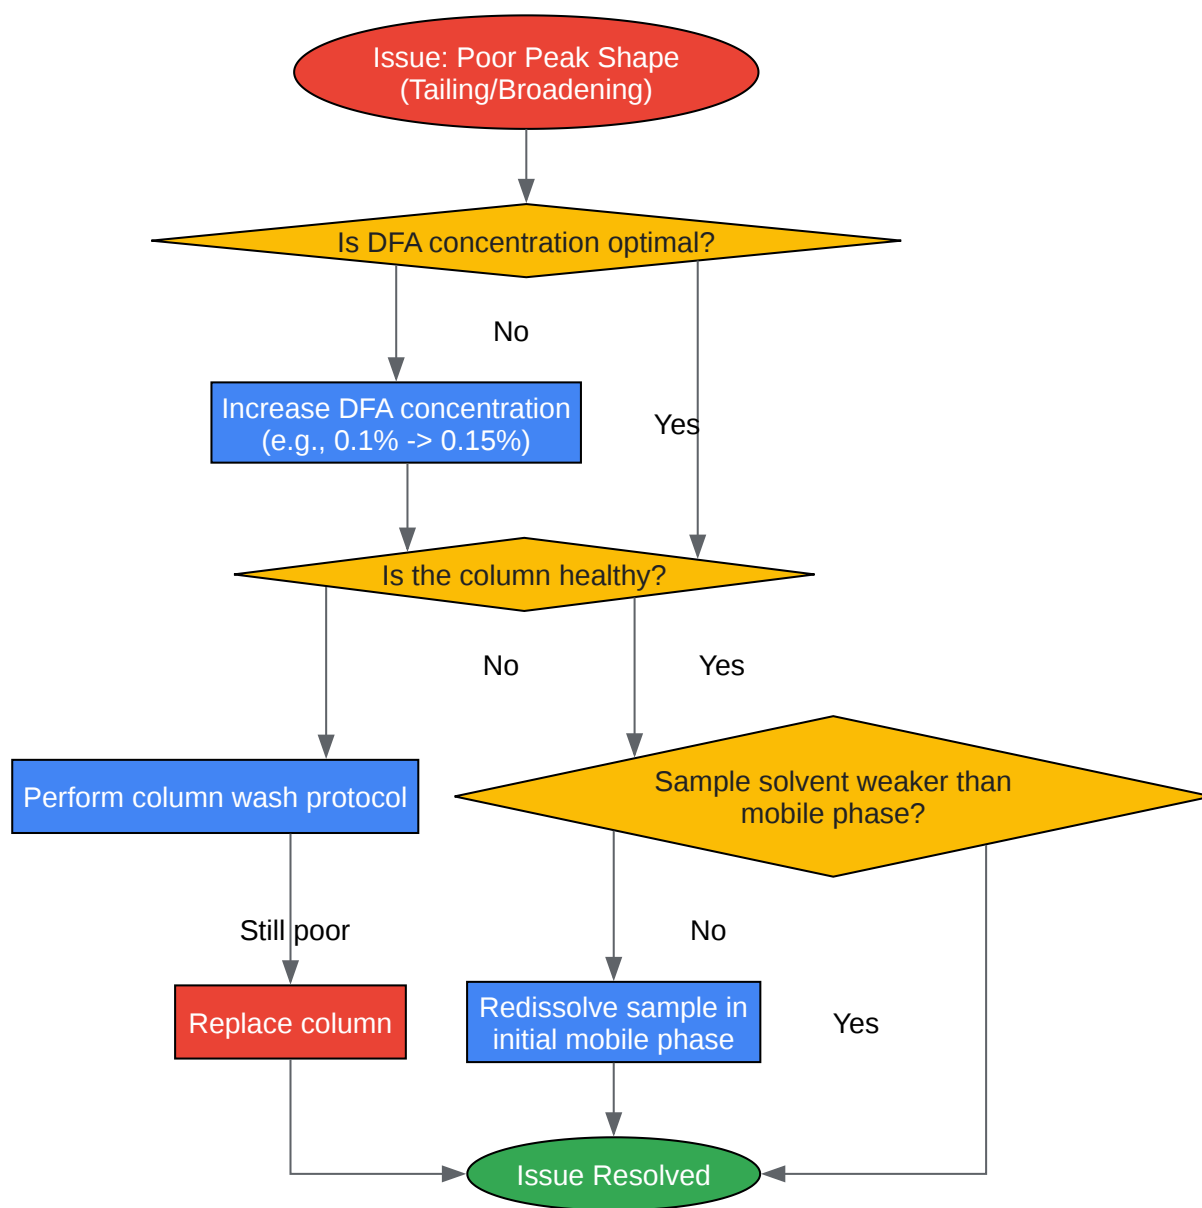 Issue: Poor Peak Shape
(Tailing/Broadening)
Is DFA concentration optimal?
No
Increase DFA concentration
(e.g., 0.1% -> 0.15%)
Yes
Is the column healthy?
No
Yes
Sample solvent weaker than
mobile phase?
Perform column wash protocol
Still poor
No
Replace column
Redissolve sample in
initial mobile phase
Yes
Issue Resolved